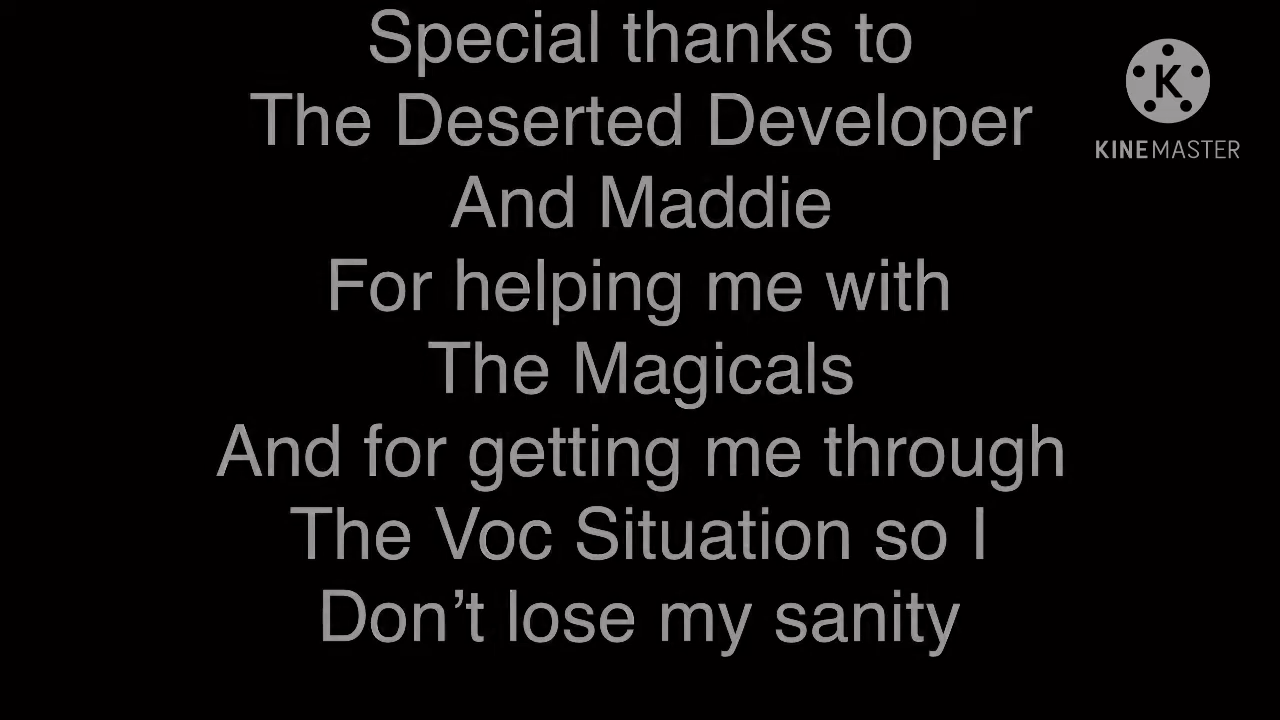 Special thanks to
The Deserted Developer
And Maddie
For helping me with
The Magicals
And for getting me through
The Voc Situation so I
Don’t lose my sanity
K
KINEMASTER